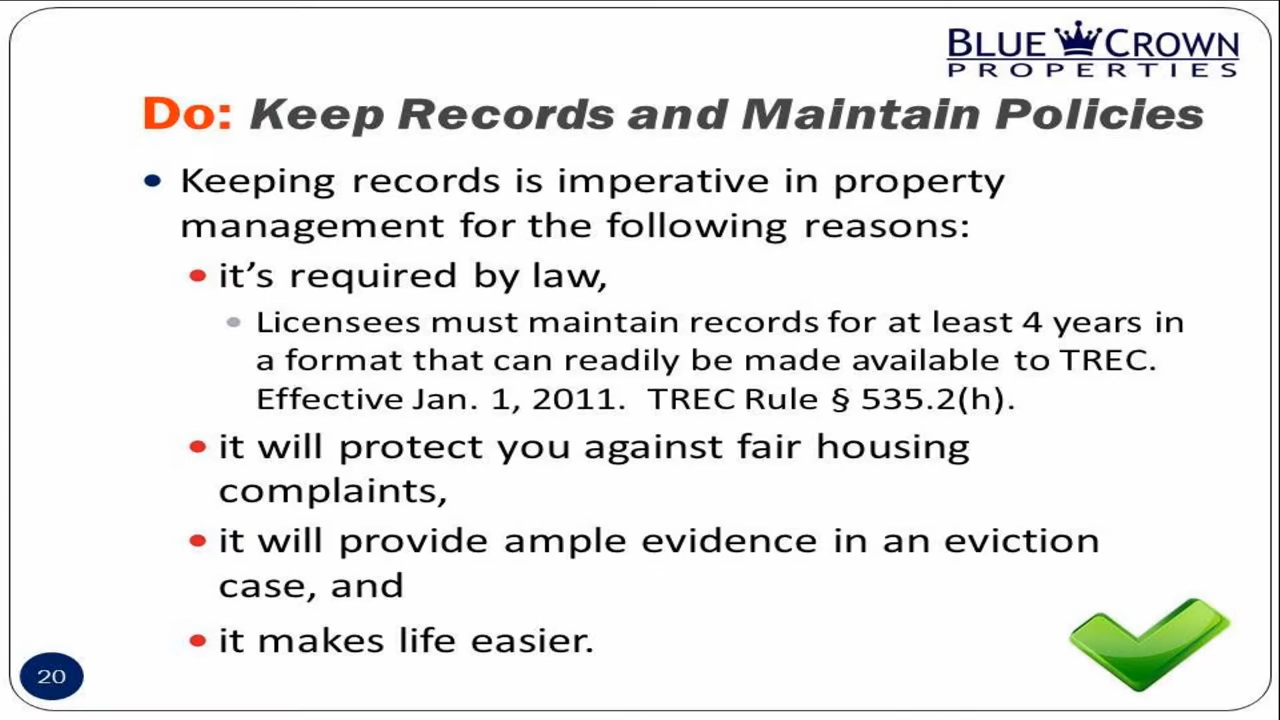 BLUE CROWN
PROPERTIES
Do: Keep Records and Maintain Policies
• Keeping records is imperative in property
management for the following reasons:
• it’s required by law,
• Licensees must maintain records for at least 4 years in
a format that can readily be made available to TREC.
Effective Jan. 1, 2011. TREC Rule § 535.2(h).
• it will protect you against fair housing
complaints,
• it will provide ample evidence in an eviction
case, and
• it makes life easier.
20